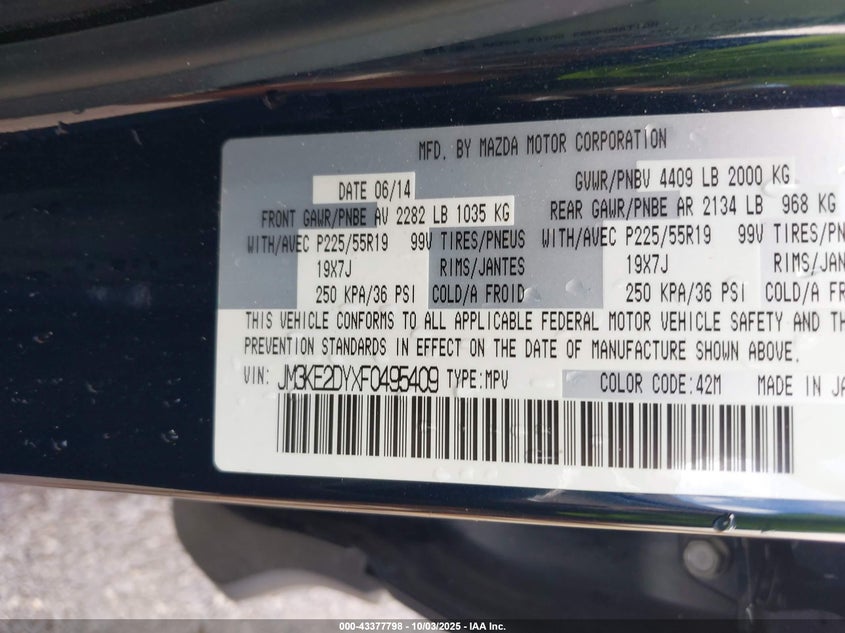 MFD. BY MAZDA MOTOR CORPORATION
DATE 06/14 GVWR/PNBV 4409 LB 2000 KG
FRONT GAWR/PNBE AV 2282 LB 1035 KG REAR GAWR/PNBE AR 2134 LB 968 KG
WITH/AVEC P225/55R19 99V TIRES/PNEUS WITH/AVEC P225/55R19 99V TIRES/P
19X7J RIMS/JANTES 19X7J RIMS/JA
250 KPA/36 PSI COLD/A FROID 250 KPA/36 PSI COLD/A F
THIS VEHICLE CONFORMS TO ALL APPLICABLE FEDERAL MOTOR VEHICLE SAFETY AND TH
PREVENTION STANDARDS IN EFFECT ON THE DATE OF MANUFACTURE SHOWN ABOVE.
VIN: JM3KE2DYXF0495409 TYPE:MPV COLOR CODE:42M MADE IN JA
000-43377798 - 10/03/2025 - IAA Inc.